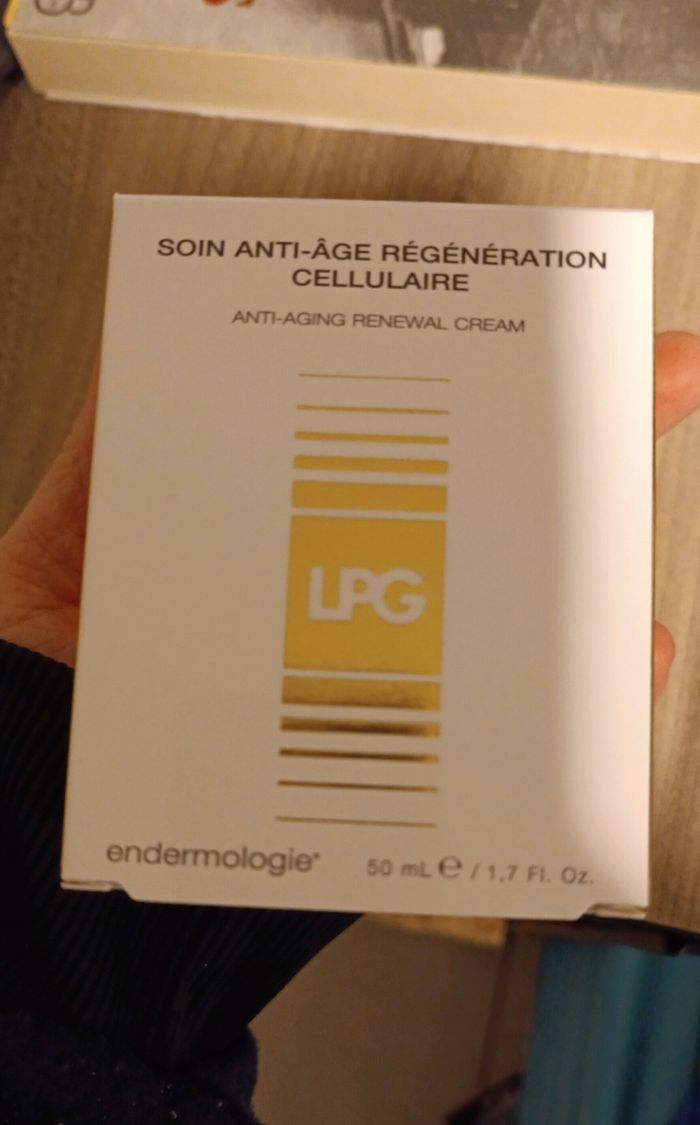 SOIN ANTI-ÂGE RÉGÉNÉRATION
CELLULAIRE
ANTI-AGING RENEWAL CREAM
LPG
endermologie®
50 mL ℮ / 1,7 Fl. Oz.